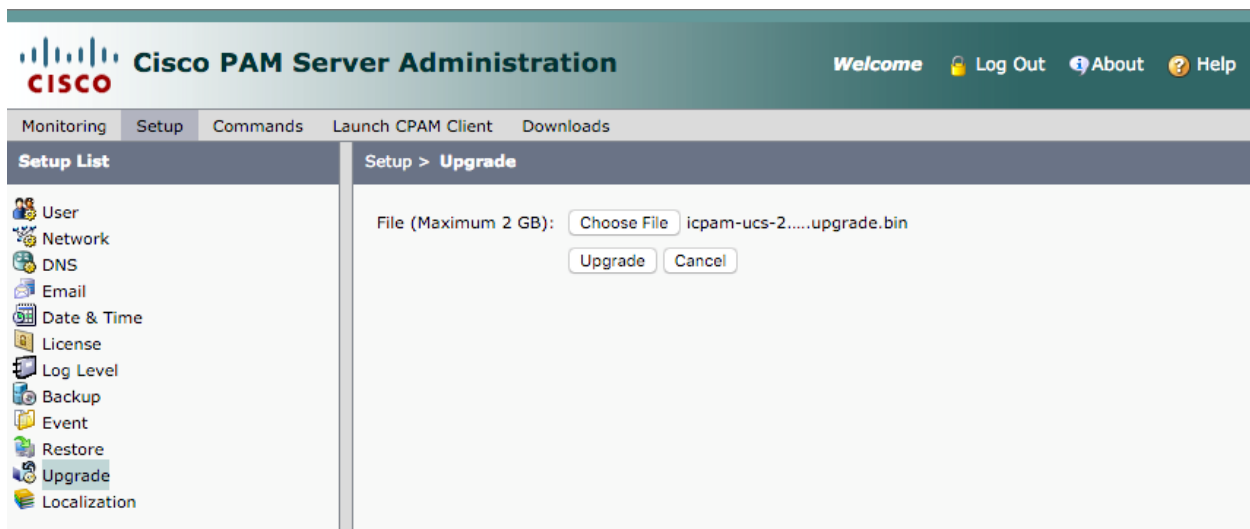 CISCO Cisco PAM Server Administration
Welcome Log Out About Help
Monitoring Setup Commands Launch CPAM Client Downloads
Setup List
Setup > Upgrade
User
Network
DNS
Email
Date & Time
License
Log Level
Backup
Event
Restore
Upgrade
Localization
File (Maximum 2 GB): Choose File icpam-ucs-2.....upgrade.bin
Upgrade Cancel